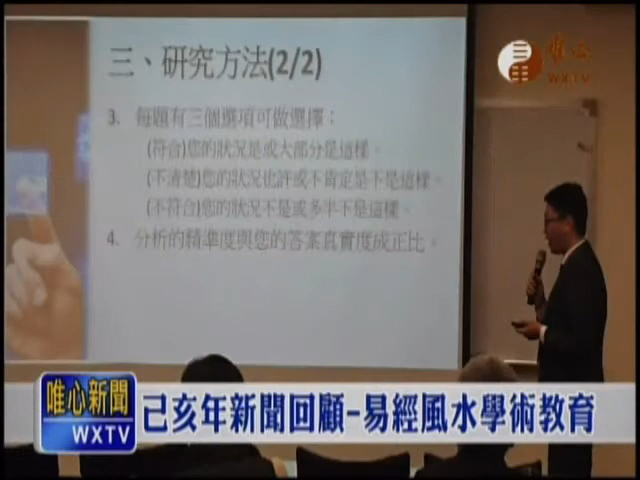 三、研究方法(2/2)
唯心
WXTV
3. 每題有三個選項可做選擇：
(符合)您的狀況是或大部分是這樣。
(不清楚)您的狀況也許或不肯定是不是這樣。
(不符合)您的狀況不是或多半不是這樣。
4. 分析的精準度與您的答案真實度成正比。
唯心新聞
WXTV
己亥年新聞回顧-易經風水學術教育